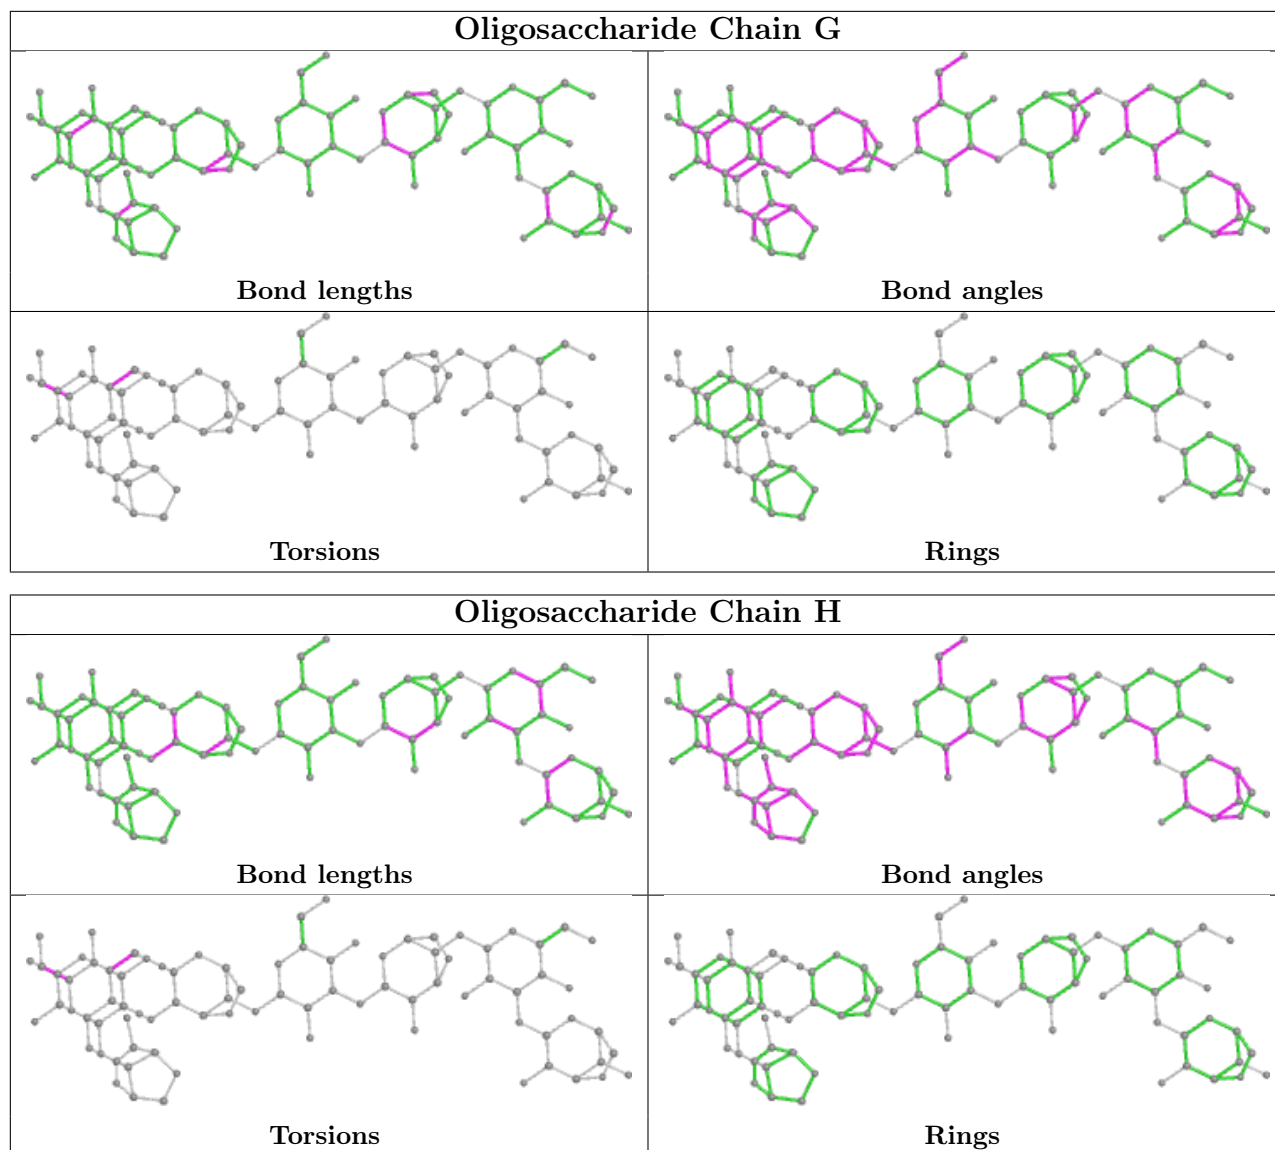 Oligosaccharide Chain G
Bond lengths
Bond angles
Torsions
Rings
Oligosaccharide Chain H
Bond lengths
Bond angles
Torsions
Rings